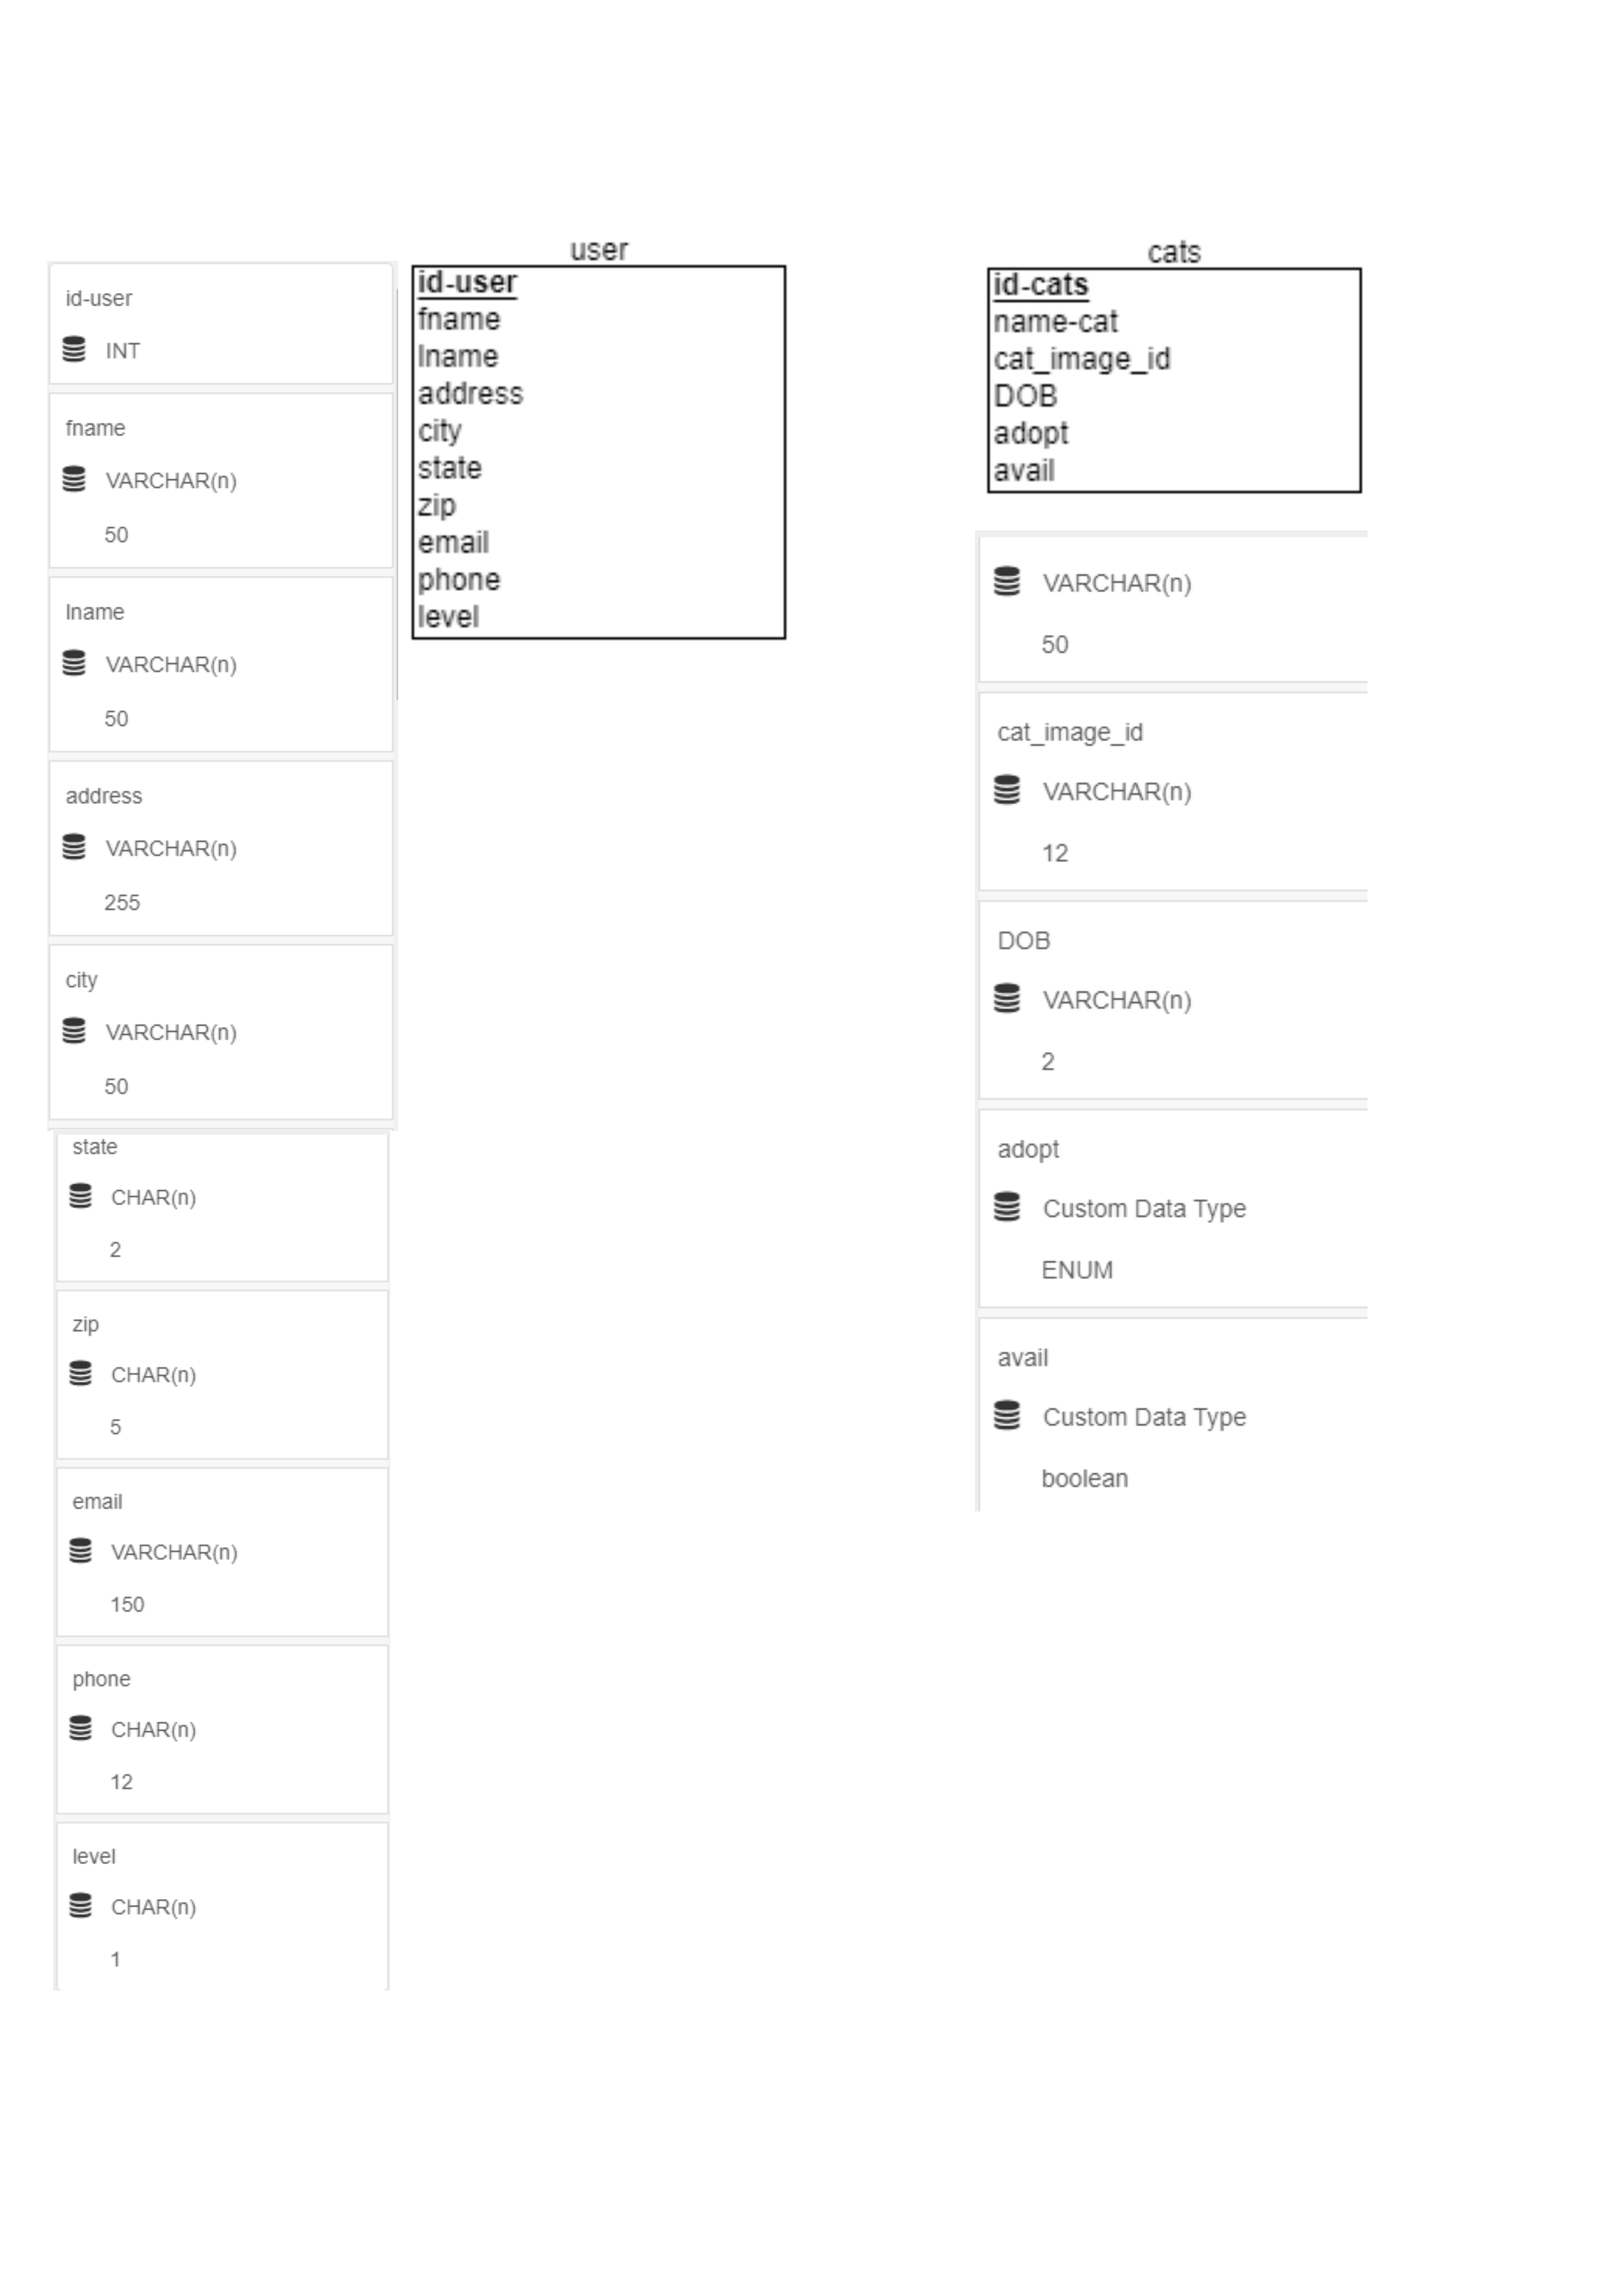 id-user
INT
fname
VARCHAR(n)
50
lname
VARCHAR(n)
50
address
VARCHAR(n)
255
city
VARCHAR(n)
50
state
CHAR(n)
2
zip
CHAR(n)
5
email
VARCHAR(n)
150
phone
CHAR(n)
12
level
CHAR(n)
1
user
id-user
fname
lname
address
city
state
zip
email
phone
level
cats
id-cats
name-cat
cat_image_id
DOB
adopt
avail
VARCHAR(n)
50
cat_image_id
VARCHAR(n)
12
DOB
VARCHAR(n)
2
adopt
Custom Data Type
ENUM
avail
Custom Data Type
boolean